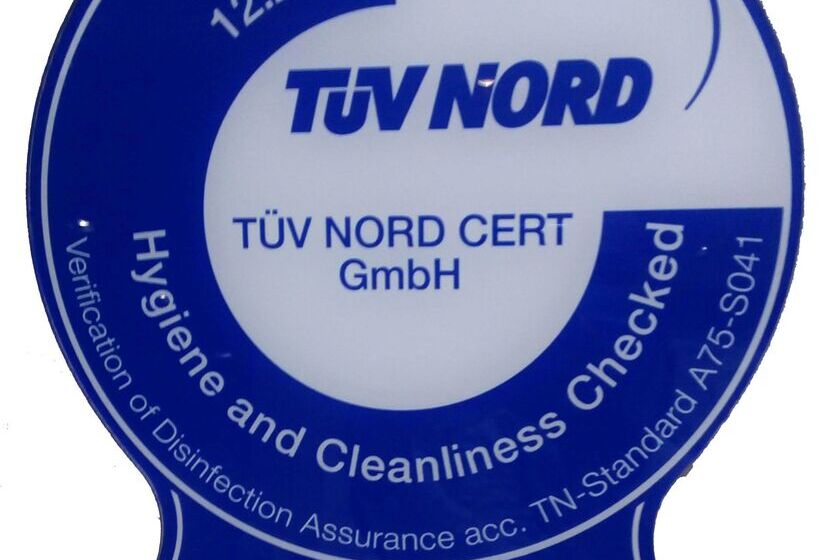 TÜV NORD
TÜV NORD CERT
GmbH
Hygiene and Cleanliness Checked
Verification of Disinfection Assurance acc. TN-Standard A75-S041